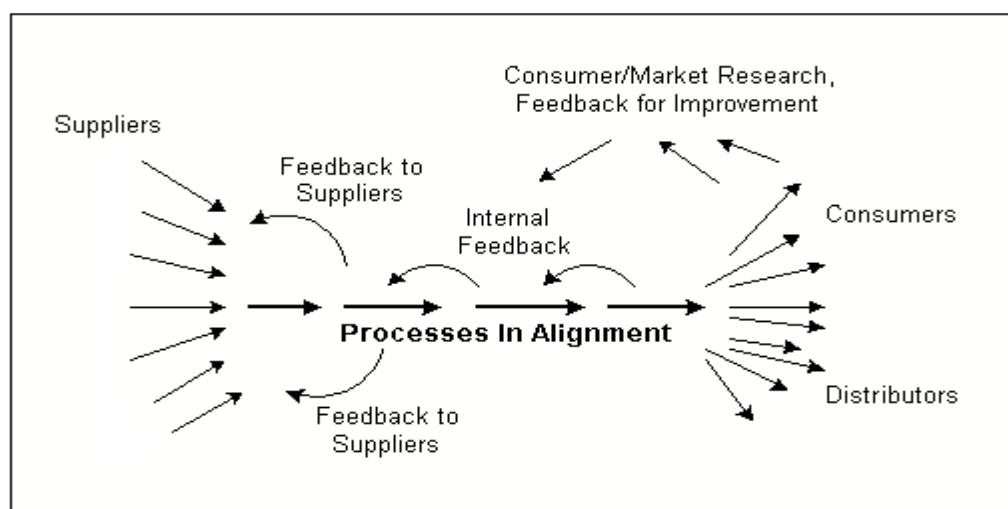 Consumer/Market Research,
Feedback for Improvement
Suppliers
Feedback to
Suppliers
Internal
Feedback
Consumers
Processes In Alignment
Distributors
Feedback to
Suppliers